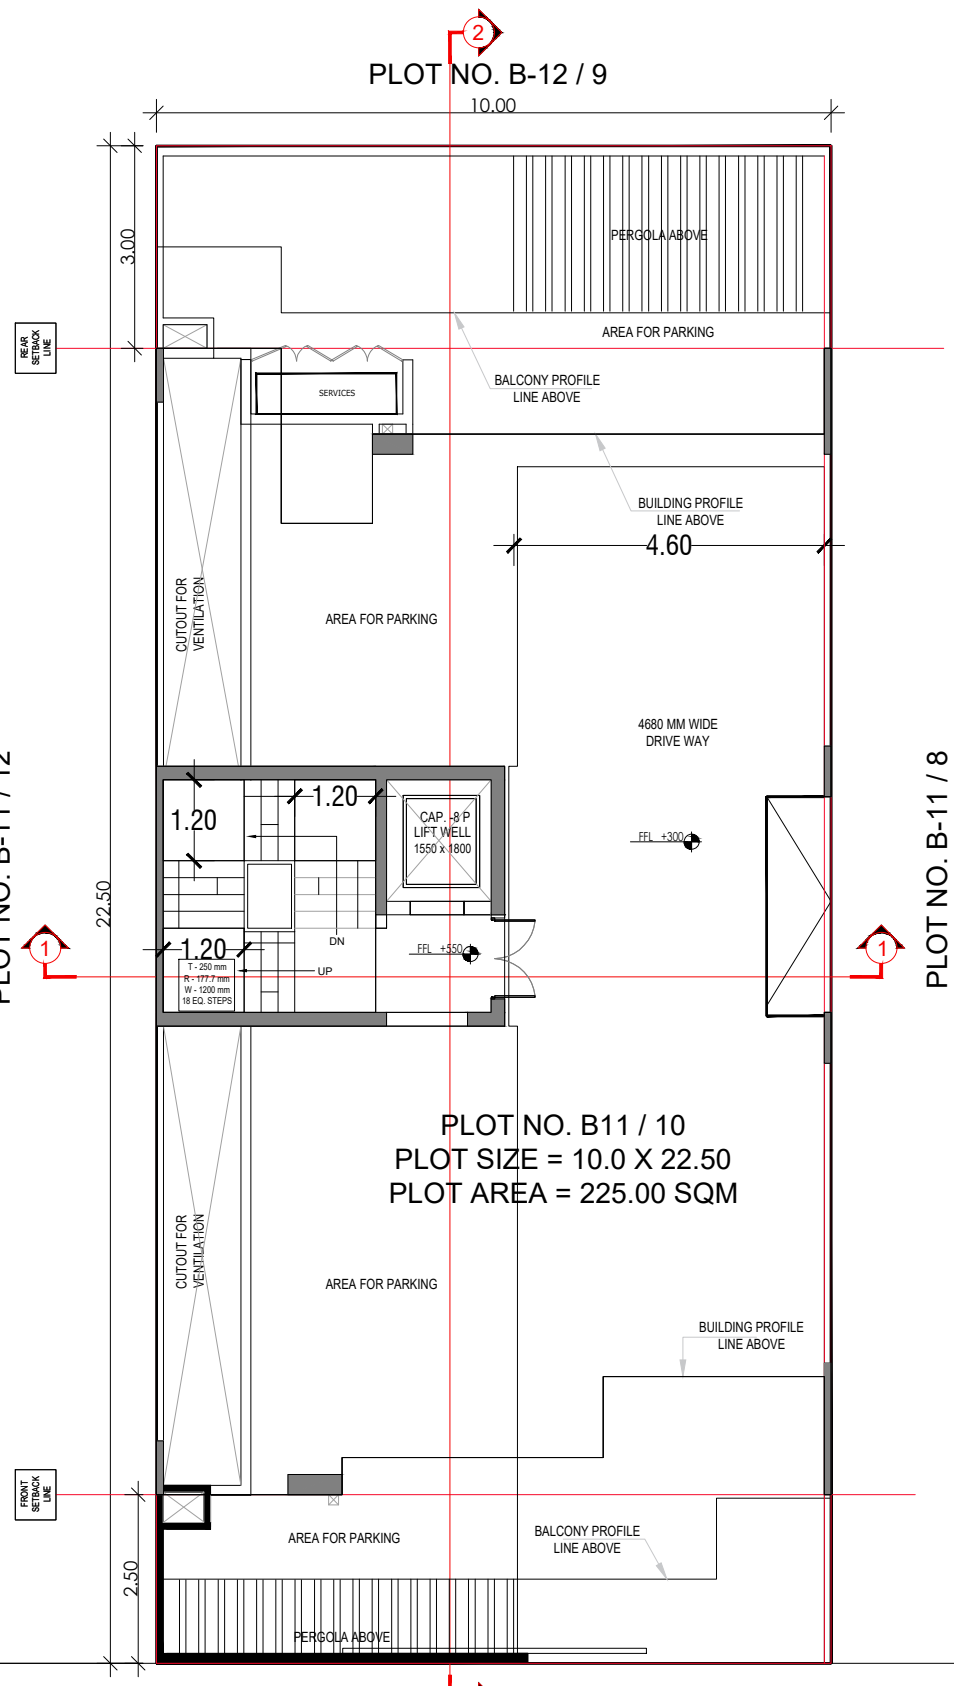 2
PLOT NO. B-12 / 9
10.00
3.00
PERGOLA ABOVE
AREA FOR PARKING
REAR
SETBACK
LINE
BALCONY PROFILE
LINE ABOVE
SERVICES
BUILDING PROFILE
LINE ABOVE
4.60
CUTOUT FOR
VENTILATION
AREA FOR PARKING
4680 MM WIDE
DRIVE WAY
PLOT NO. B-11 / 12
PLOT NO. B-11 / 8
22.50
1.20
1.20
CAP. -8 P
LIFT WELL
1550 x 1800
FFL +300
1
1.20
DN
UP
FFL +550
1
T - 250 mm
R - 177.7 mm
W - 1200 mm
18 EQ. STEPS
PLOT NO. B11 / 10
PLOT SIZE = 10.0 X 22.50
PLOT AREA = 225.00 SQM
CUTOUT FOR
VENTILATION
AREA FOR PARKING
BUILDING PROFILE
LINE ABOVE
FRONT
SETBACK
LINE
2.50
AREA FOR PARKING
BALCONY PROFILE
LINE ABOVE
PERGOLA ABOVE